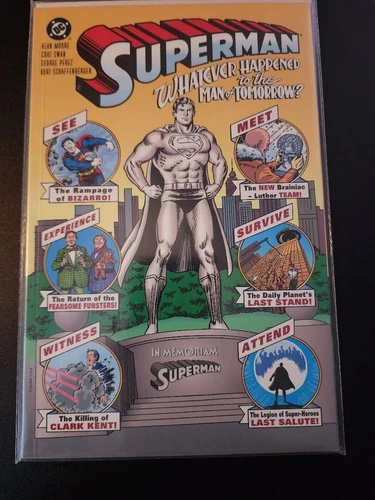 DC
ALAN MOORE
CURT SWAN
GEORGE PEREZ
KURT SCHAFFENBERGER
SUPERMAN
WHATEVER HAPPENED
to the
MAN of TOMORROW?
SEE
The Rampage
of BIZARRO!
MEET
The NEW Brainiac
- Luthor TEAM!
EXPERIENCE
The Return of the
FEARSOME FUNSTERS!
SURVIVE
The Daily Planet's
LAST STAND!
WITNESS
The Killing of
CLARK KENT!
ATTEND
The Legion of Super-Heroes
LAST SALUTE!
IN MEMORIAM
SUPERMAN